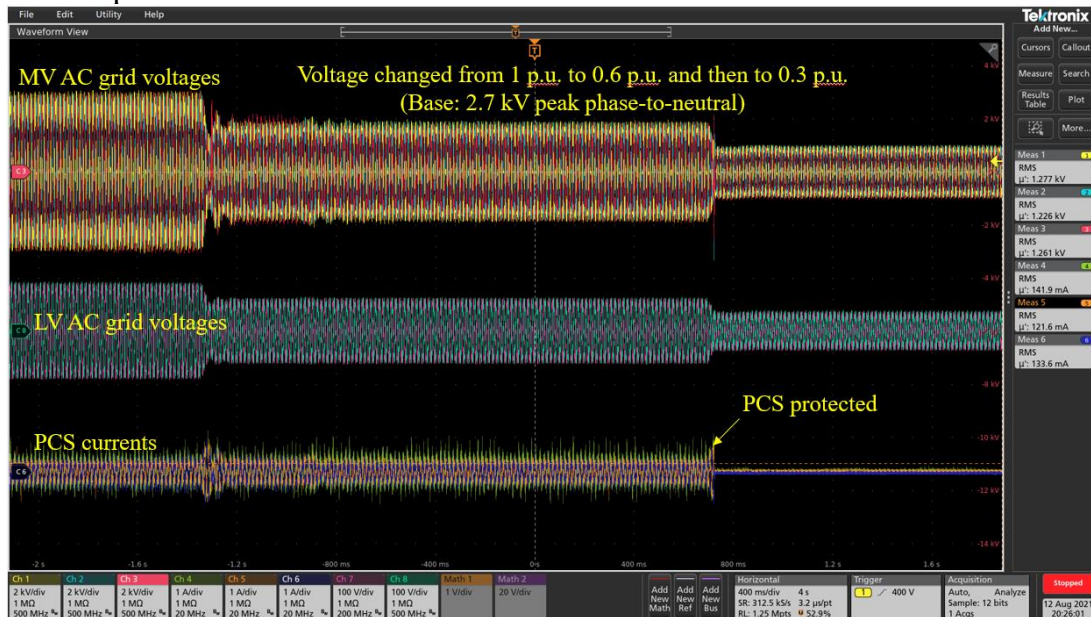 File Edit Utility Help
Tektronix
Waveform View
Add New...
Cursors Callout
Measure Search
Results Table Plot
More...
MV AC grid voltages
Voltage changed from 1 p.u. to 0.6 p.u. and then to 0.3 p.u.
(Base: 2.7 kV peak phase-to-neutral)
T
T
4 kV
2 kV
C 3
-2 kV
-4 kV
LV AC grid voltages
C 8
-8 kV
PCS protected
PCS currents
-10 kV
C 6
-12 kV
-14 kV
-2 s -1.6 s -1.2 s -800 ms -400 ms 0 s 400 ms 800 ms 1.2 s 1.6 s
Meas 1 1
RMS
µ': 1.277 kV
Meas 2 2
RMS
µ': 1.226 kV
Meas 3 3
RMS
µ': 1.261 kV
Meas 4 4
RMS
µ': 141.9 mA
Meas 5 5
RMS
µ': 121.6 mA
Meas 6 6
RMS
µ': 133.6 mA
Ch 1 Ch 2 Ch 3 Ch 4 Ch 5 Ch 6 Ch 7 Ch 8 Math 1 Math 2
2 kV/div 2 kV/div 2 kV/div 1 A/div 1 A/div 1 A/div 100 V/div 100 V/div 1 V/div 20 V/div
1 MΩ 1 MΩ 1 MΩ 1 MΩ 1 MΩ 1 MΩ 1 MΩ 1 MΩ
500 MHz 500 MHz 500 MHz 20 MHz 20 MHz 20 MHz 200 MHz 500 MHz
Add New Math
Add New Ref
Add New Bus
Horizontal
400 ms/div 4 s
SR: 312.5 kS/s 3.2 µs/pt
RL: 1.25 Mpts 52.9%
Trigger
1 400 V
Acquisition
Auto, Analyze
Sample: 12 bits
1 Acqs
Stopped
12 Aug 2021
20:26:01